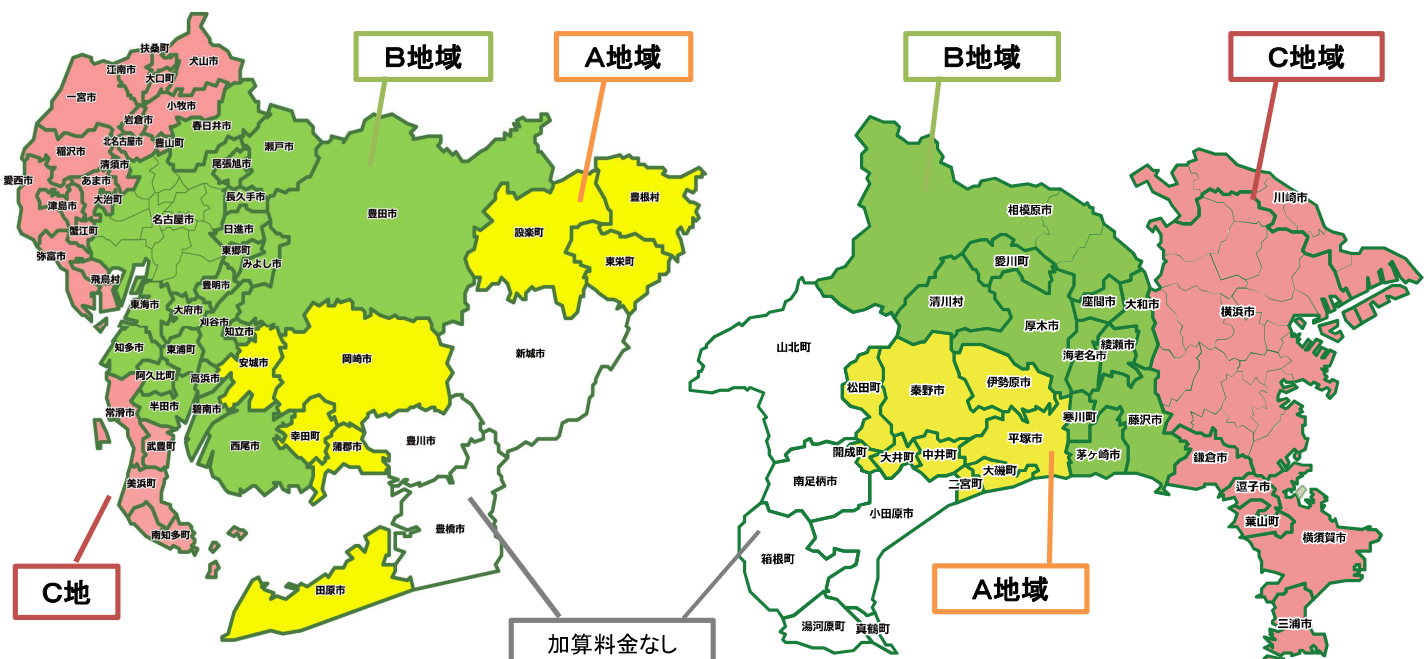 B地域
A地域
B地域
C地域
扶桑町
犬山市
江南市
大口町
一宮市
小牧市
岩倉市
春日井市
北名古屋市
豊山町
瀬戸市
稲沢市
清須市
尾張旭市
愛西市
あま市
大治町
長久手市
津島市
名古屋市
豊田市
豊根村
蟹江町
日進市
設楽町
弥富市
東郷町
みよし市
東栄町
飛島村
豊明市
東海市
大府市
刈谷市
知立市
知多市
東浦町
安城市
岡崎市
新城市
阿久比町
高浜市
常滑市
半田市
碧南市
武豊町
西尾市
幸田町
蒲郡市
豊川市
美浜町
南知多町
豊橋市
田原市
C地
加算料金なし
川崎市
相模原市
愛川町
清川村
座間市
大和市
横浜市
厚木市
山北町
海老名市
綾瀬市
松田町
秦野市
伊勢原市
寒川町
藤沢市
平塚市
開成町
大井町
中井町
茅ヶ崎市
鎌倉市
大磯町
二宮町
南足柄市
小田原市
逗子市
葉山町
横須賀市
箱根町
A地域
湯河原町
真鶴町
三浦市